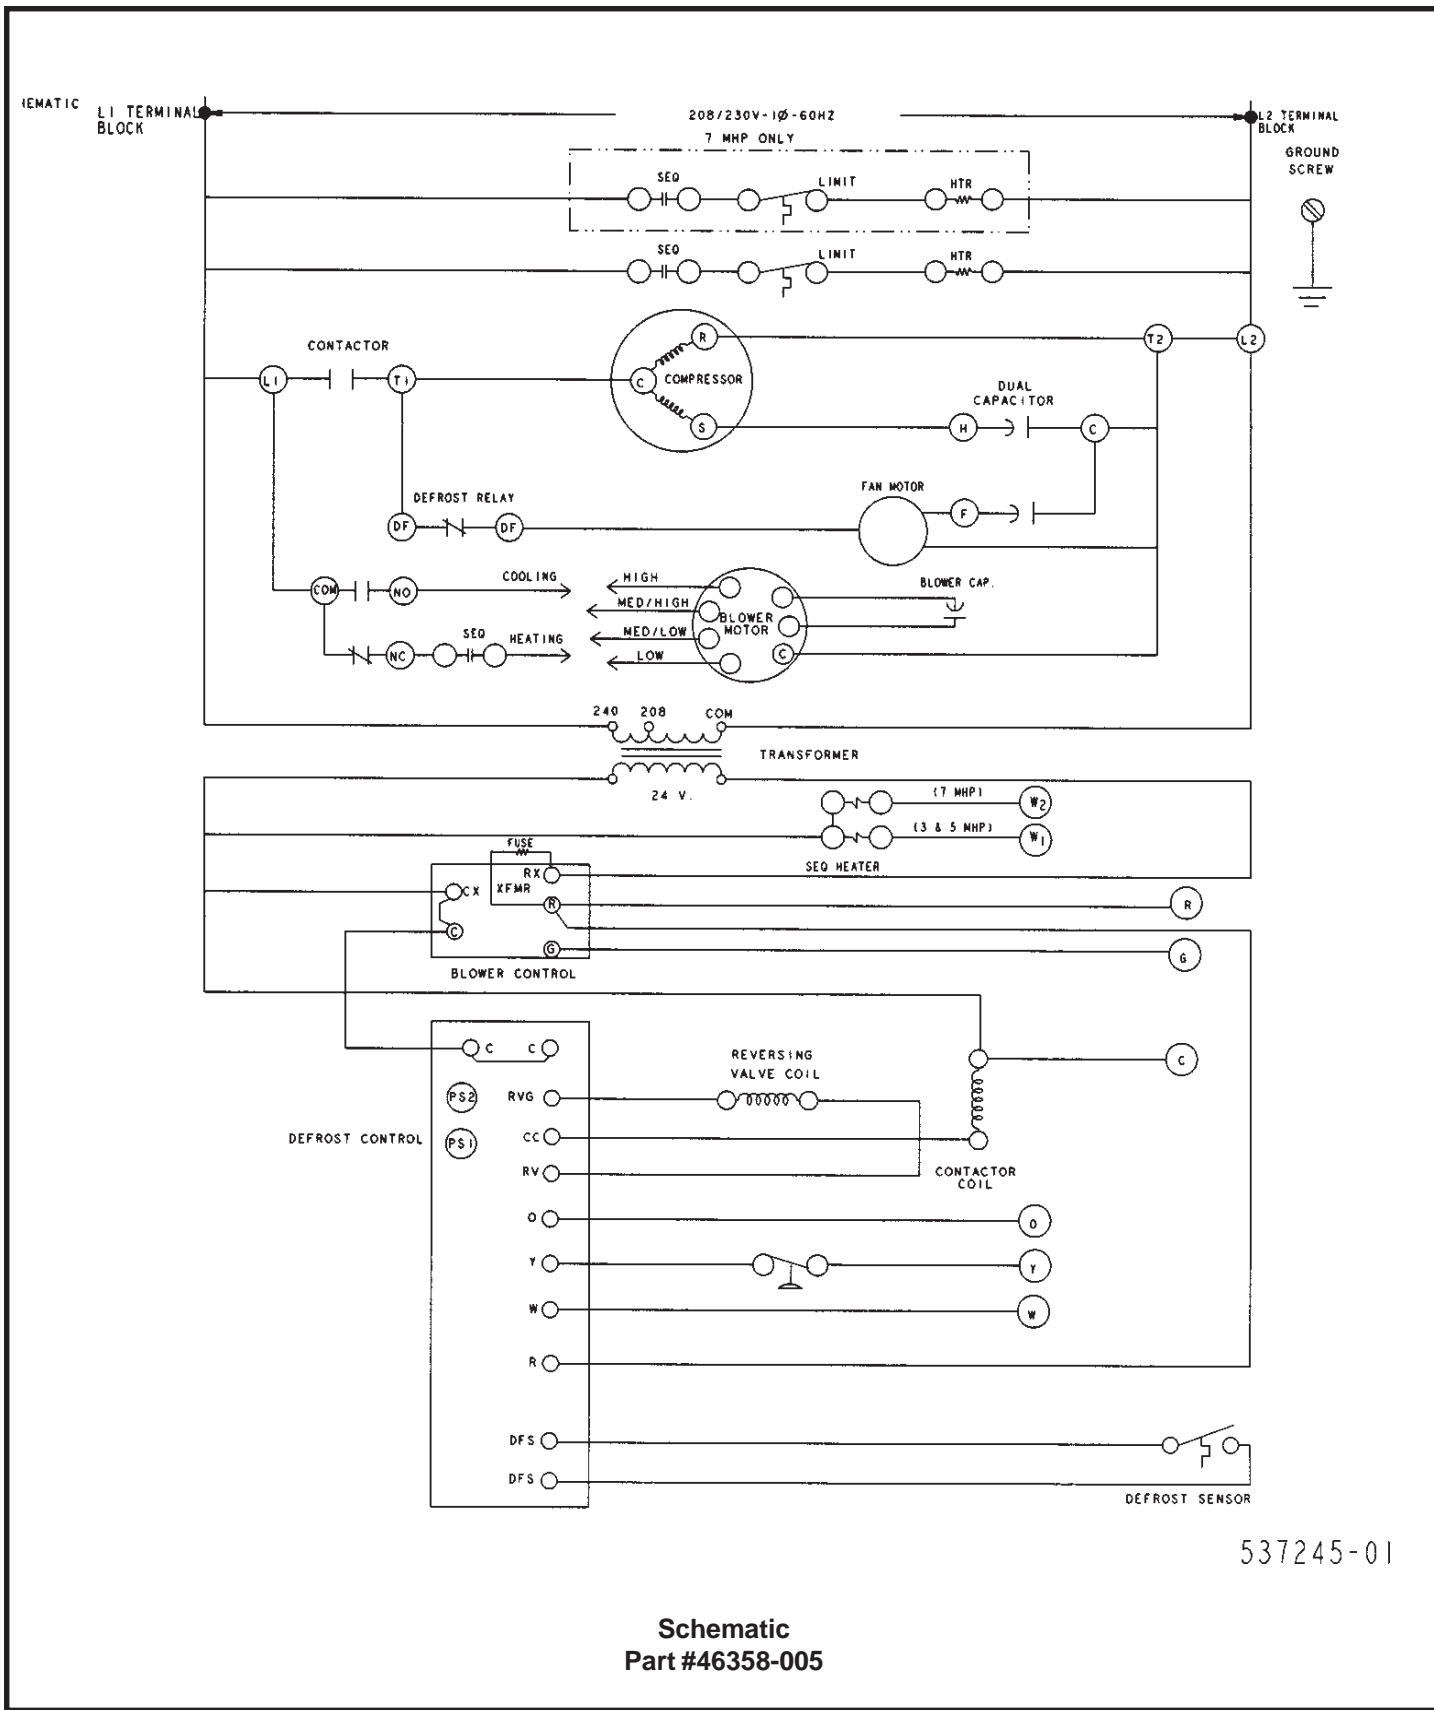 IEMATIC
L1 TERMINAL
BLOCK
208/230V-1Ø-60HZ
L2 TERMINAL
BLOCK
7 MHP ONLY
GROUND
SCREW
SEQ
LIMIT
HTR
SEQ
LIMIT
HTR
CONTACTOR
R
T2
L2
L1
T1
C
COMPRESSOR
DUAL
CAPACITOR
S
H
C
DEFROST RELAY
FAN MOTOR
DF
DF
F
COOLING
HIGH
BLOWER CAP.
COM
NO
MED/HIGH
BLOWER
MOTOR
SEQ
HEATING
MED/LOW
NC
LOW
C
240
208
COM
TRANSFORMER
24 V.
(7 MHP)
W2
(3 & 5 MHP)
W1
FUSE
SEQ HEATER
RX
CX
XFMR
R
R
C
G
G
BLOWER CONTROL
C
C
REVERSING
VALVE COIL
C
PS2
RVG
DEFROST CONTROL
PS1
CC
RV
CONTACTOR
COIL
O
O
Y
Y
W
W
R
DFS
DFS
DEFROST SENSOR
537245-01
Schematic
Part #46358-005